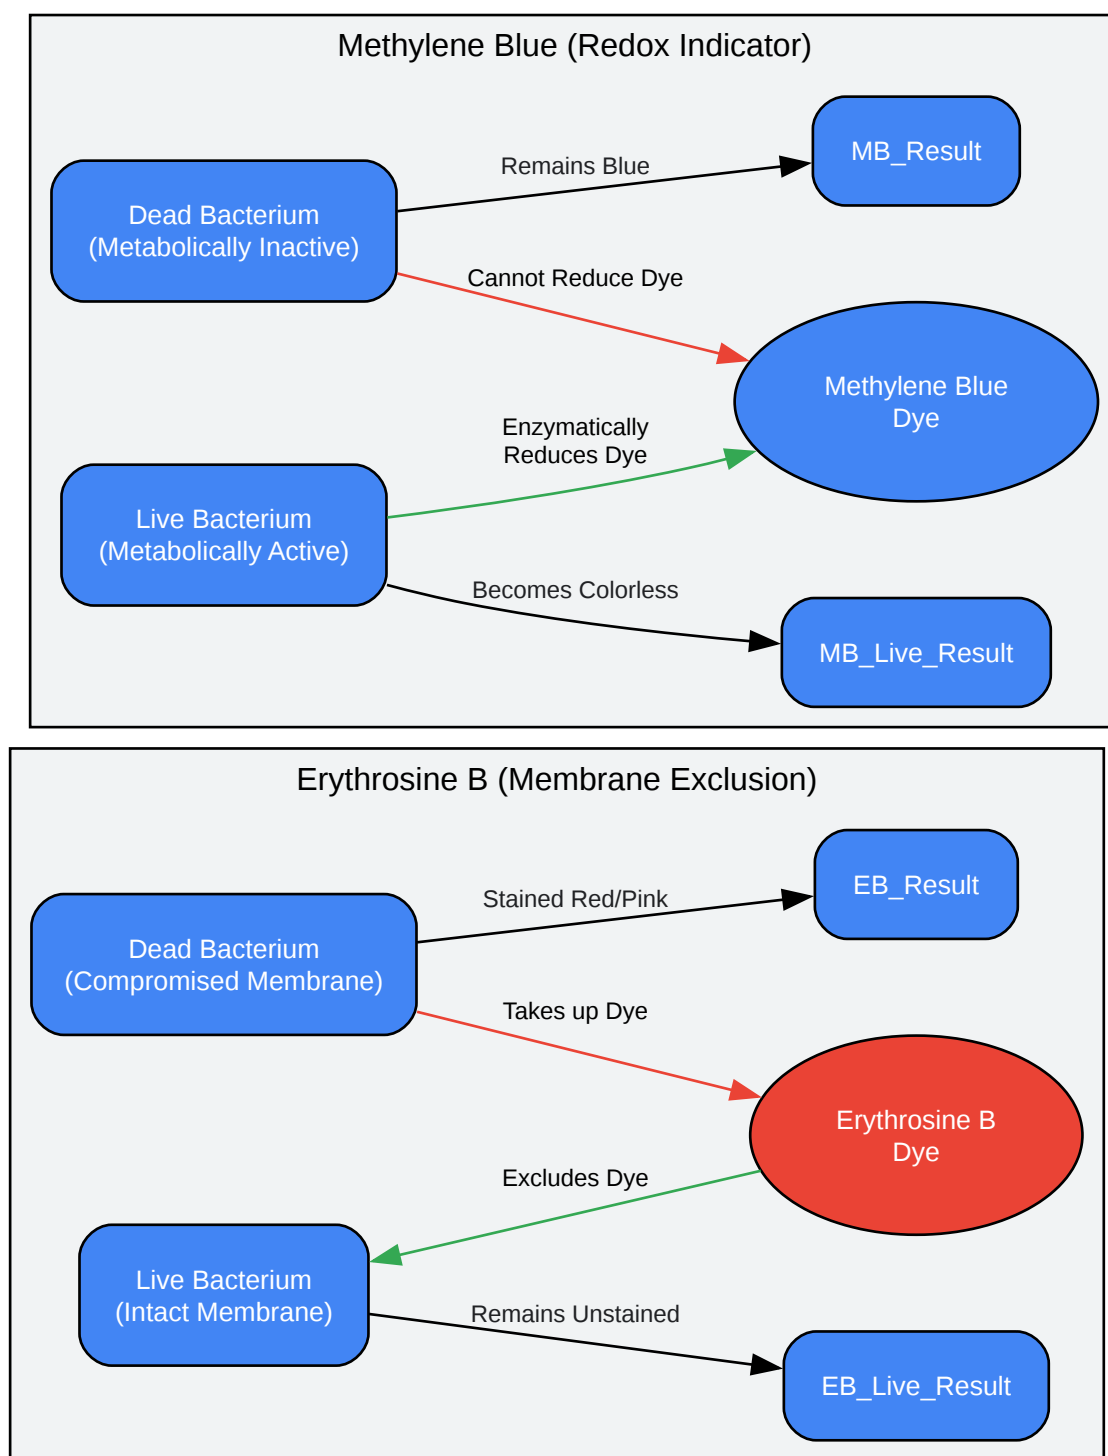 Methylene Blue (Redox Indicator)
MB_Result
Remains Blue
Dead Bacterium
(Metabolically Inactive)
Cannot Reduce Dye
Methylene Blue
Dye
Enzymatically
Reduces Dye
Live Bacterium
(Metabolically Active)
Becomes Colorless
MB_Live_Result
Erythrosine B (Membrane Exclusion)
EB_Result
Stained Red/Pink
Dead Bacterium
(Compromised Membrane)
Takes up Dye
Erythrosine B
Dye
Excludes Dye
Live Bacterium
(Intact Membrane)
Remains Unstained
EB_Live_Result